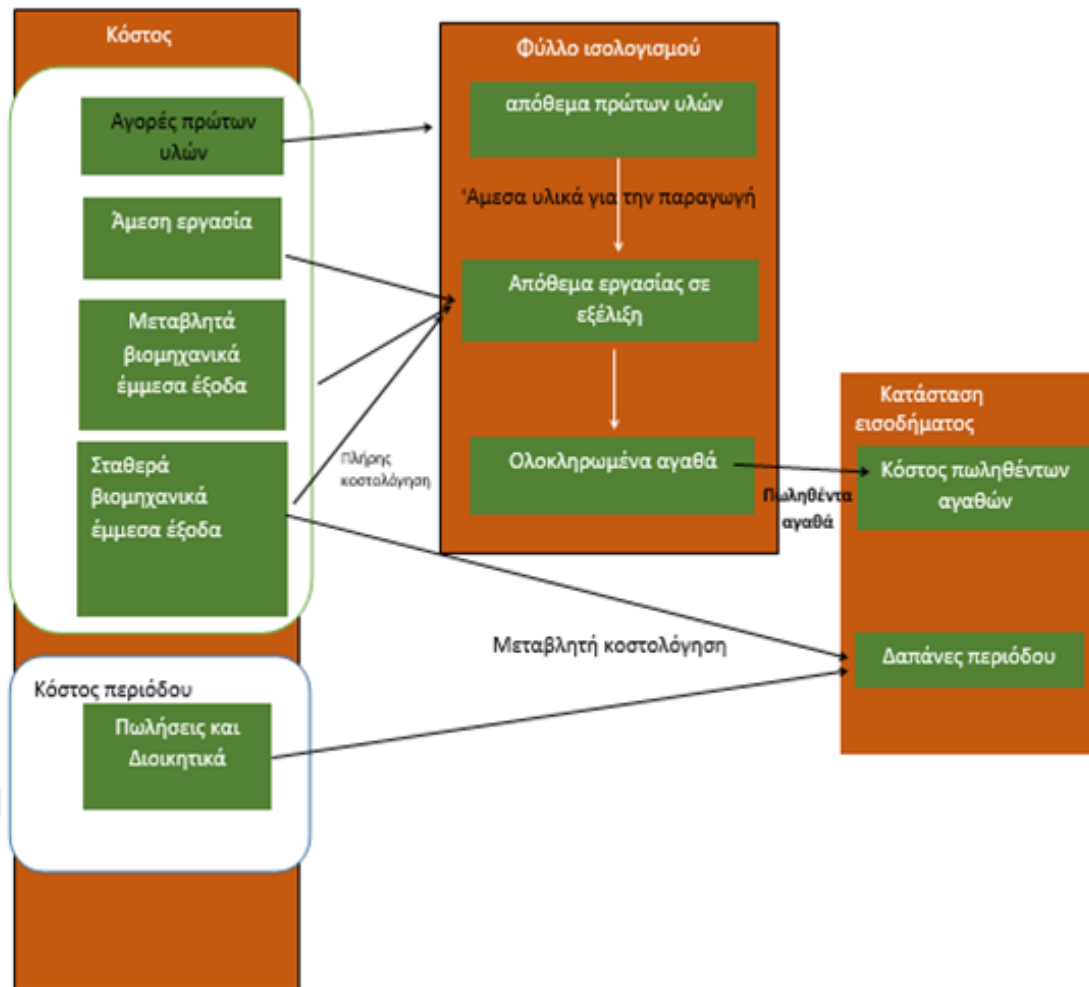 Κόστος
Αγορές πρώτων
υλών
Άμεση εργασία
Μεταβλητά
βιομηχανικά
έμμεσα έξοδα
Σταθερά
βιομηχανικά
έμμεσα έξοδα
Κόστος περιόδου
Πωλήσεις και
Διοικητικά
Πλήρης
κοστολόγηση
Φύλλο ισολογισμού
απόθεμα πρώτων υλών
'Αμεσα υλικά για την παραγωγή
Απόθεμα εργασίας σε
εξέλιξη
Ολοκληρωμένα αγαθά
Πωληθέντα
αγαθά
Μεταβλητή κοστολόγηση
Κατάσταση
εισοδήματος
Κόστος πωληθέντων
αγαθών
Δαπάνες περιόδου